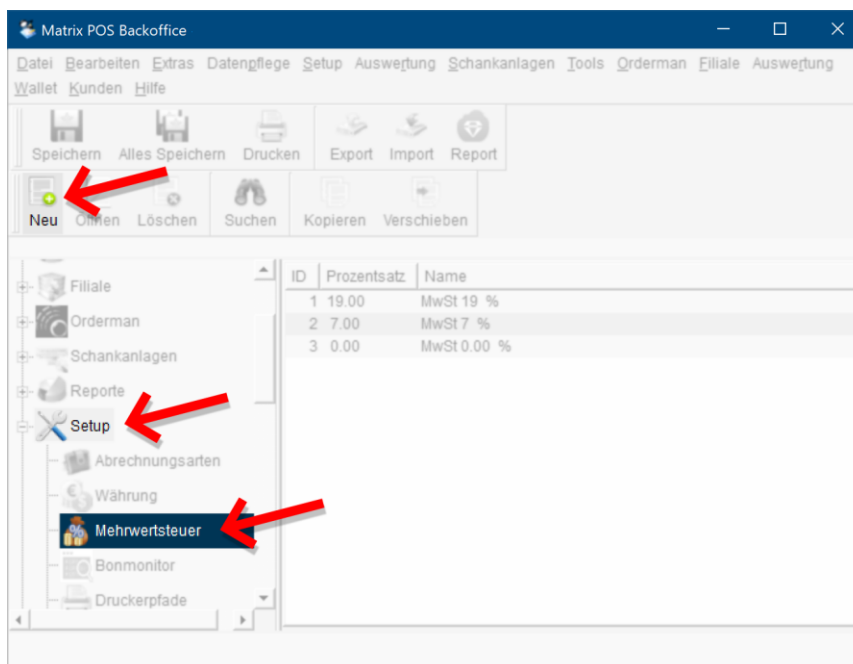 Matrix POS Backoffice
Datei Bearbeiten Extras Datenpflege Setup Auswertung Schankanlagen Tools Orderman Filiale Auswertung
Wallet Kunden Hilfe
Speichern Alles Speichern Drucken Export Import Report
Neu Öffnen Löschen Suchen Kopieren Verschieben
ID Prozentsatz Name
Filiale
1 19.00 MwSt 19 %
Orderman
2 7.00 MwSt 7 %
3 0.00 MwSt 0.00 %
Schankanlagen
Reporte
Setup
Abrechnungsarten
Währung
Mehrwertsteuer
Bonmonitor
Druckerpfade